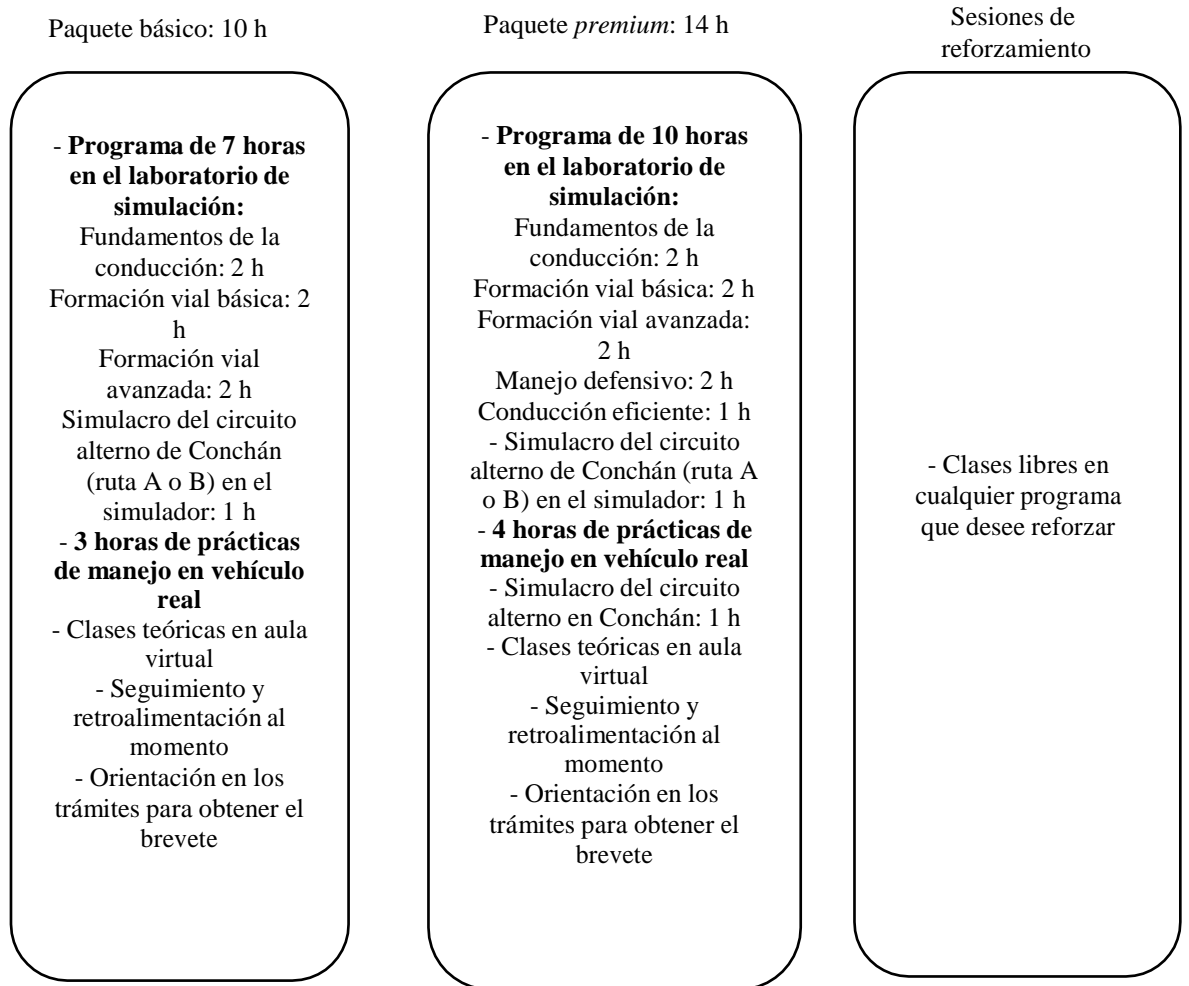 Paquete básico: 10 h
- Programa de 7 horas
en el laboratorio de
simulación:
Fundamentos de la
conducción: 2 h
Formación vial básica: 2
h
Formación vial
avanzada: 2 h
Simulacro del circuito
alterno de Conchán
(ruta A o B) en el
simulador: 1 h
- 3 horas de prácticas
de manejo en vehículo
real
- Clases teóricas en aula
virtual
- Seguimiento y
retroalimentación al
momento
- Orientación en los
trámites para obtener el
brevete
Paquete premium: 14 h
- Programa de 10 horas
en el laboratorio de
simulación:
Fundamentos de la
conducción: 2 h
Formación vial básica: 2 h
Formación vial avanzada:
2 h
Manejo defensivo: 2 h
Conducción eficiente: 1 h
- Simulacro del circuito
alterno de Conchán (ruta A
o B) en el simulador: 1 h
- 4 horas de prácticas de
manejo en vehículo real
- Simulacro del circuito
alterno en Conchán: 1 h
- Clases teóricas en aula
virtual
- Seguimiento y
retroalimentación al
momento
- Orientación en los
trámites para obtener el
brevete
Sesiones de
reforzamiento
- Clases libres en
cualquier programa
que desee reforzar